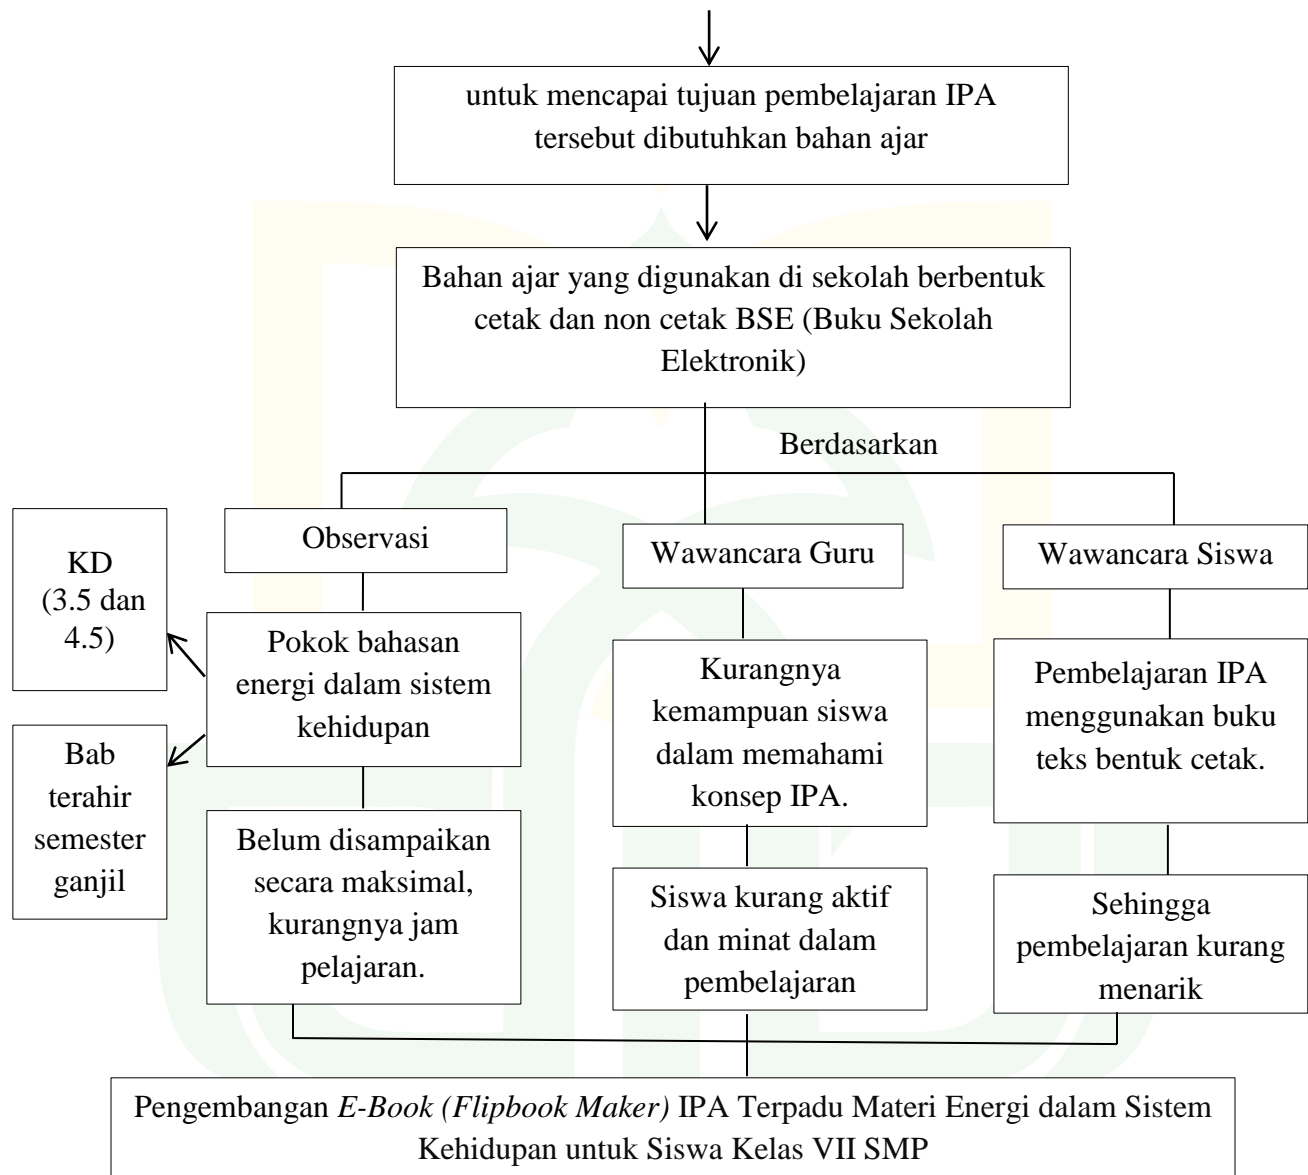 untuk mencapai tujuan pembelajaran IPA
tersebut dibutuhkan bahan ajar
Bahan ajar yang digunakan di sekolah berbentuk
cetak dan non cetak BSE (Buku Sekolah
Elektronik)
Berdasarkan
KD
(3.5 dan
4.5)
Bab
terahir
semester
ganjil
Observasi
Pokok bahasan
energi dalam sistem
kehidupan
Belum disampaikan
secara maksimal,
kurangnya jam
pelajaran.
Wawancara Guru
Kurangnya
kemampuan siswa
dalam memahami
konsep IPA.
Siswa kurang aktif
dan minat dalam
pembelajaran
Wawancara Siswa
Pembelajaran IPA
menggunakan buku
teks bentuk cetak.
Sehingga
pembelajaran kurang
menarik
Pengembangan E-Book (Flipbook Maker) IPA Terpadu Materi Energi dalam Sistem
Kehidupan untuk Siswa Kelas VII SMP